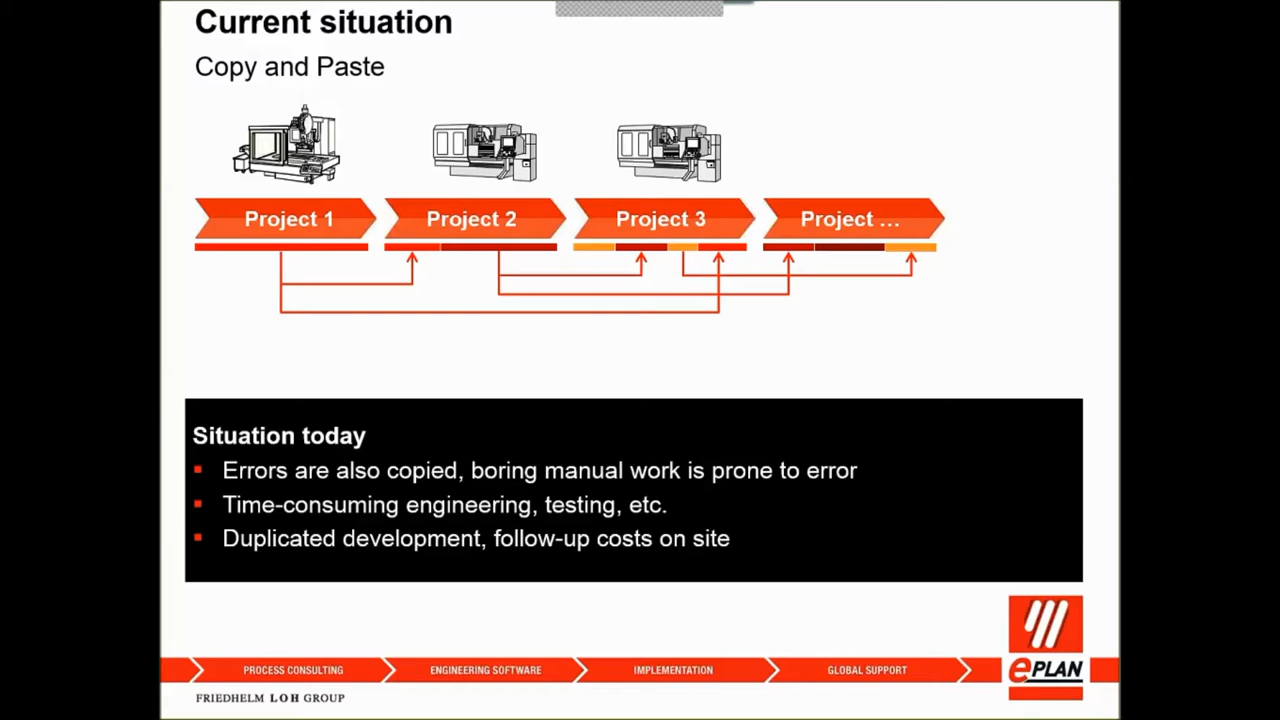 Current situation
Copy and Paste
Project 1
Project 2
Project 3
Project ...
Situation today
Errors are also copied, boring manual work is prone to error
Time-consuming engineering, testing, etc.
Duplicated development, follow-up costs on site
PROCESS CONSULTING
ENGINEERING SOFTWARE
IMPLEMENTATION
GLOBAL SUPPORT
ePLAN
FRIEDHELM LOH GROUP